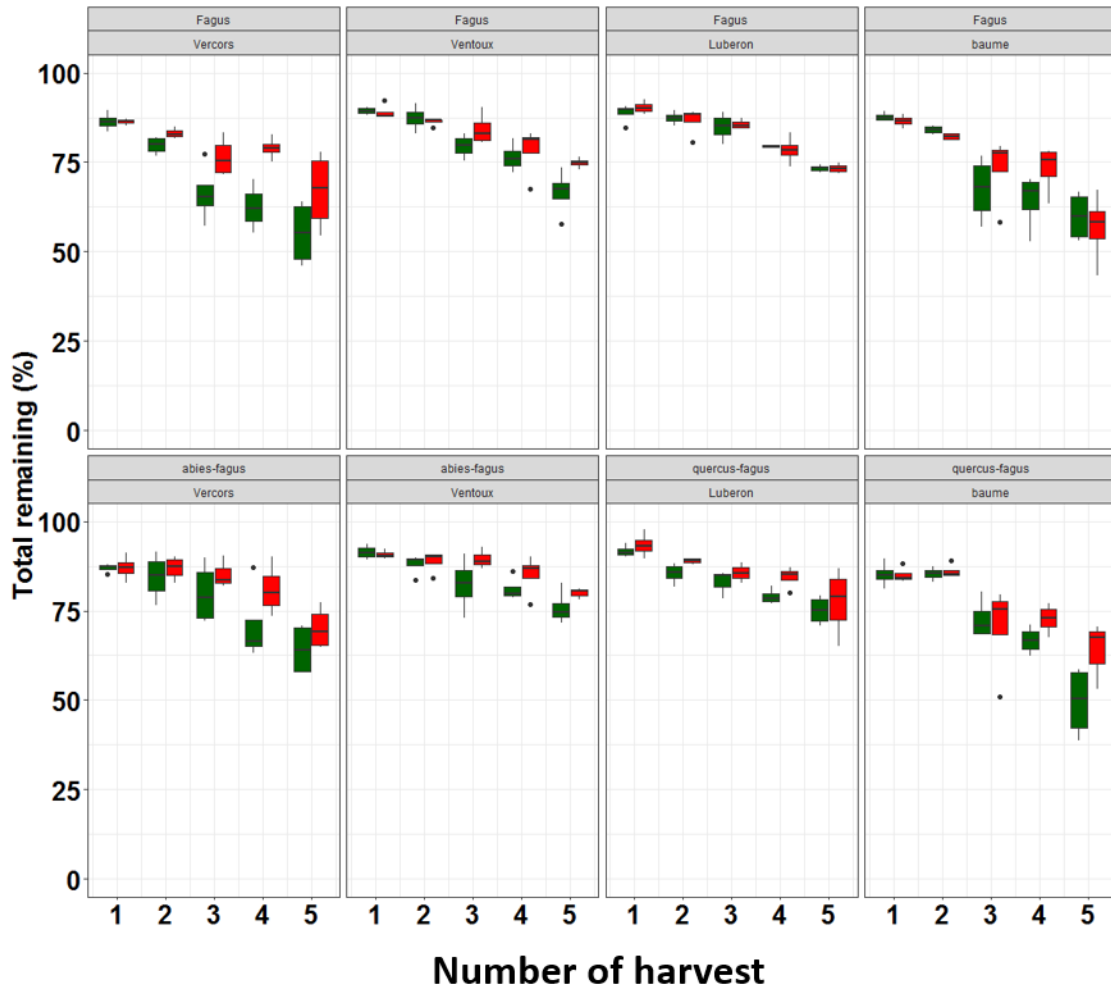 Fagus Fagus Fagus Fagus
Vercors Ventoux Luberon baume
100
75
50
25
0
Total remaining (%)
abies-fagus abies-fagus quercus-fagus quercus-fagus
Vercors Ventoux Luberon baume
100
75
50
25
0
1 2 3 4 5 1 2 3 4 5 1 2 3 4 5 1 2 3 4 5
Number of harvest